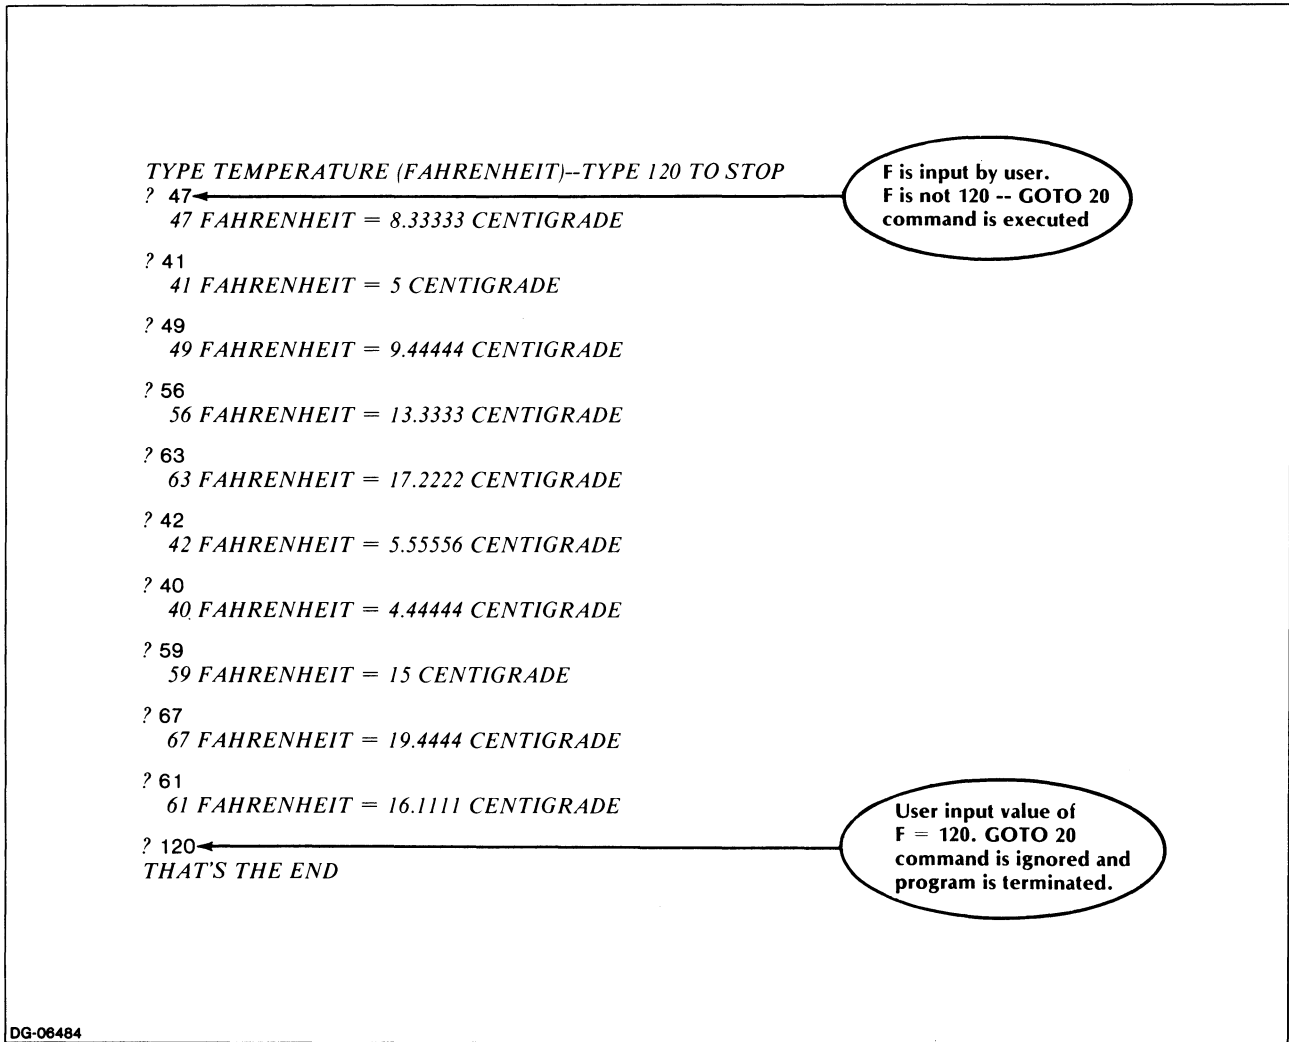 TYPE TEMPERATURE (FAHRENHEIT)--TYPE 120 TO STOP
? 47
47 FAHRENHEIT = 8.33333 CENTIGRADE
F is input by user.
F is not 120 -- GOTO 20
command is executed
? 41
41 FAHRENHEIT = 5 CENTIGRADE
? 49
49 FAHRENHEIT = 9.44444 CENTIGRADE
? 56
56 FAHRENHEIT = 13.3333 CENTIGRADE
? 63
63 FAHRENHEIT = 17.2222 CENTIGRADE
? 42
42 FAHRENHEIT = 5.55556 CENTIGRADE
? 40
40 FAHRENHEIT = 4.44444 CENTIGRADE
? 59
59 FAHRENHEIT = 15 CENTIGRADE
? 67
67 FAHRENHEIT = 19.4444 CENTIGRADE
? 61
61 FAHRENHEIT = 16.1111 CENTIGRADE
? 120
THAT'S THE END
User input value of
F = 120. GOTO 20
command is ignored and
program is terminated.
DG-06484